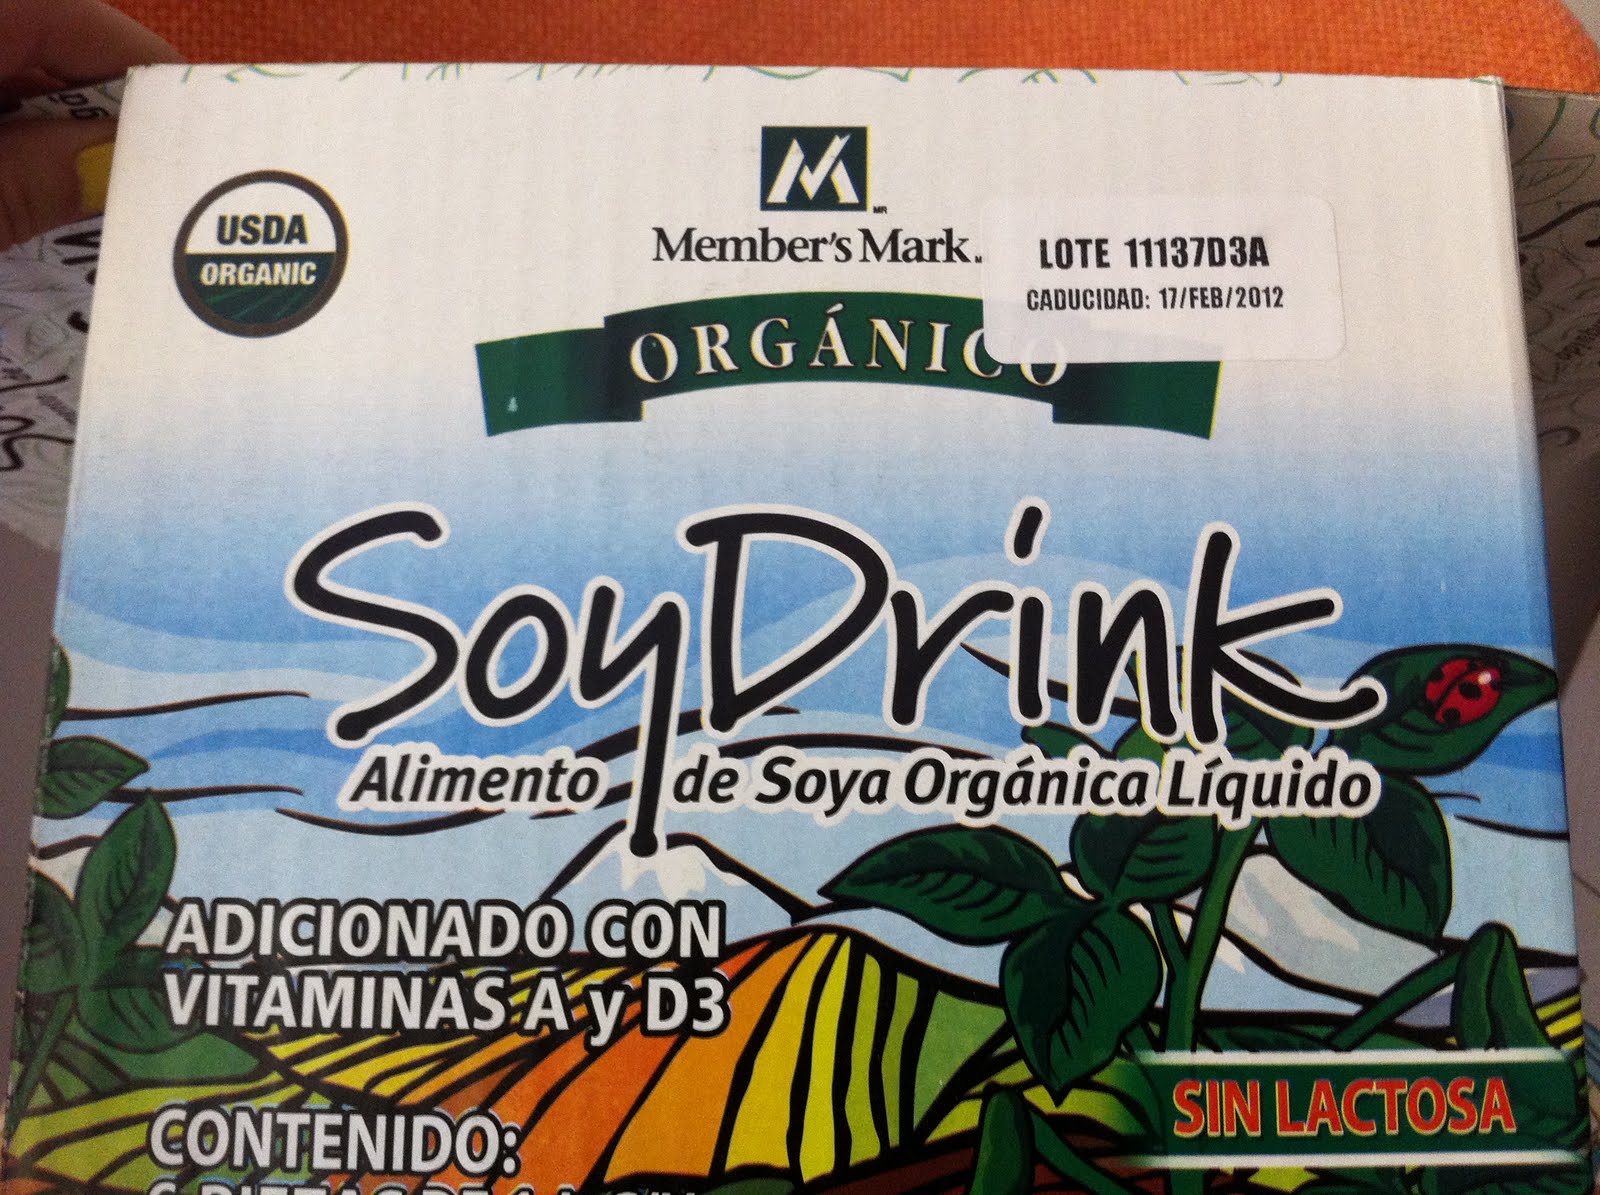 USDA
ORGANIC
MR
Member's Mark
LOTE 11137D3A
CADUCIDAD: 17/FEB/2012
ORGÁNICO
SoyDrink
Alimento de Soya Orgánica Líquido
ADICIONADO CON
VITAMINAS A y D3
SIN LACTOSA
CONTENIDO: